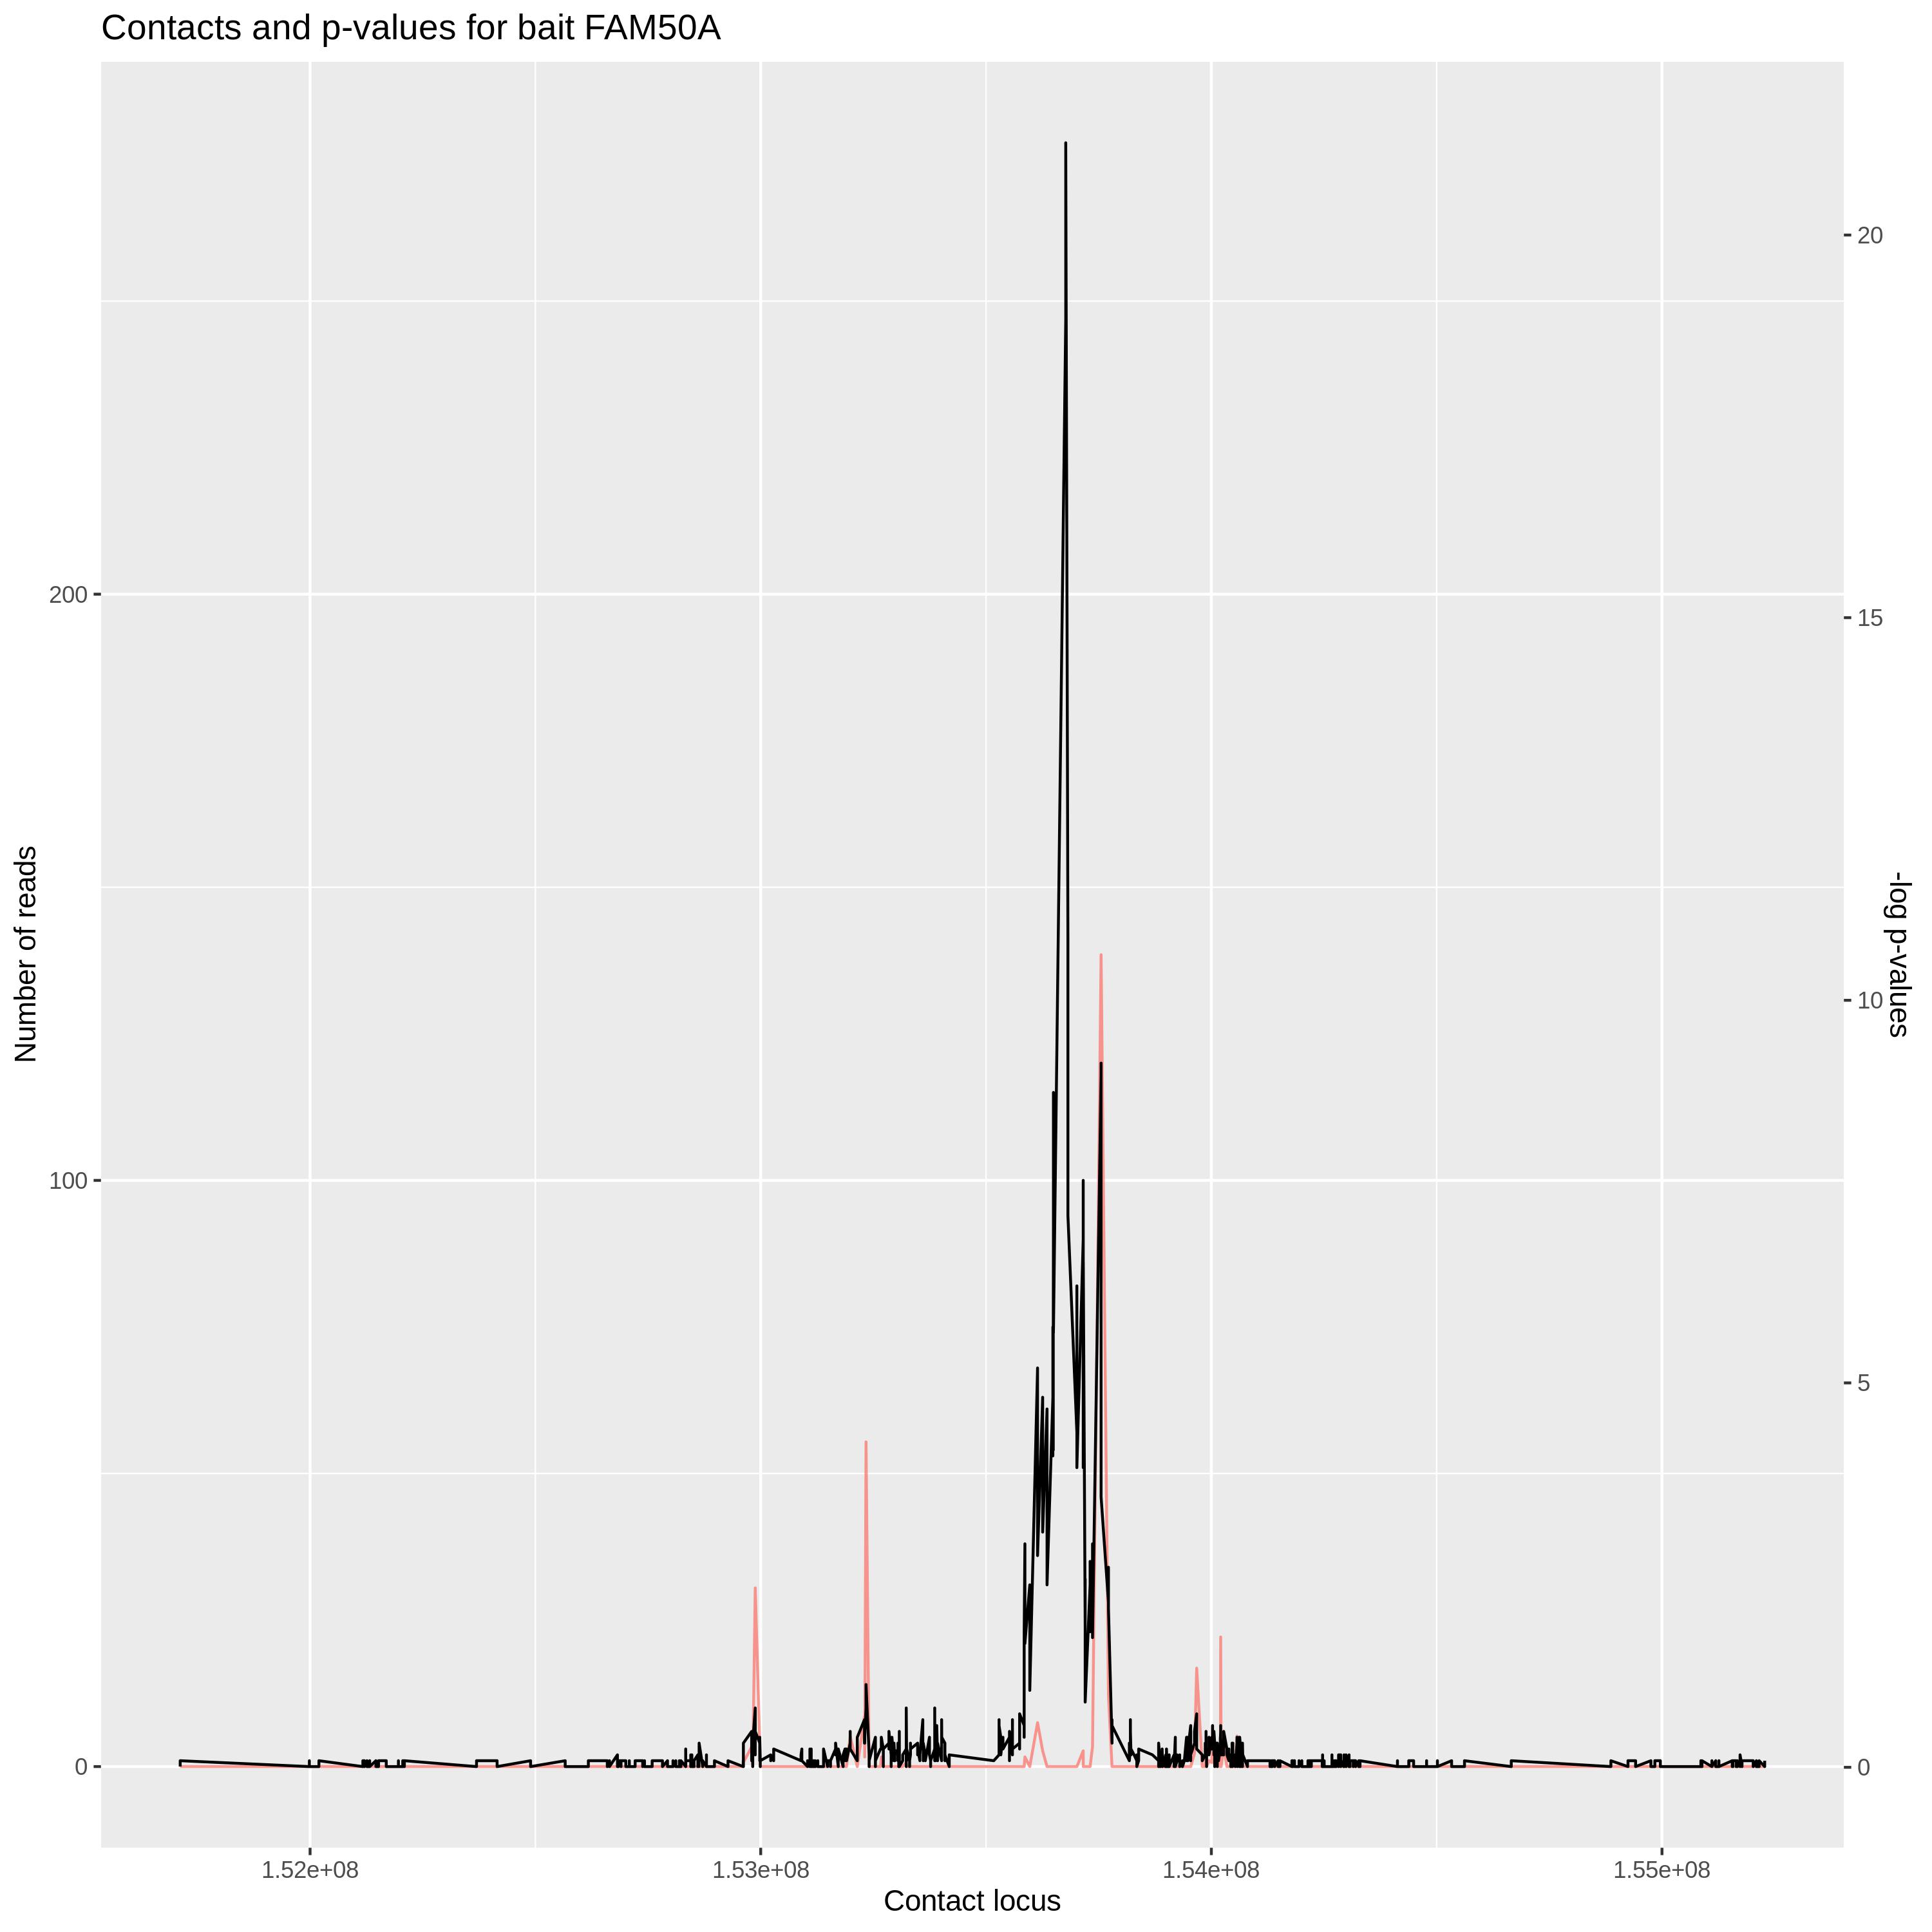 Contacts and p-values for bait FAM50A
Number of reads
200
100
0
20
15
10
5
0
-log p-values
1.52e+08
1.53e+08
1.54e+08
1.55e+08
Contact locus